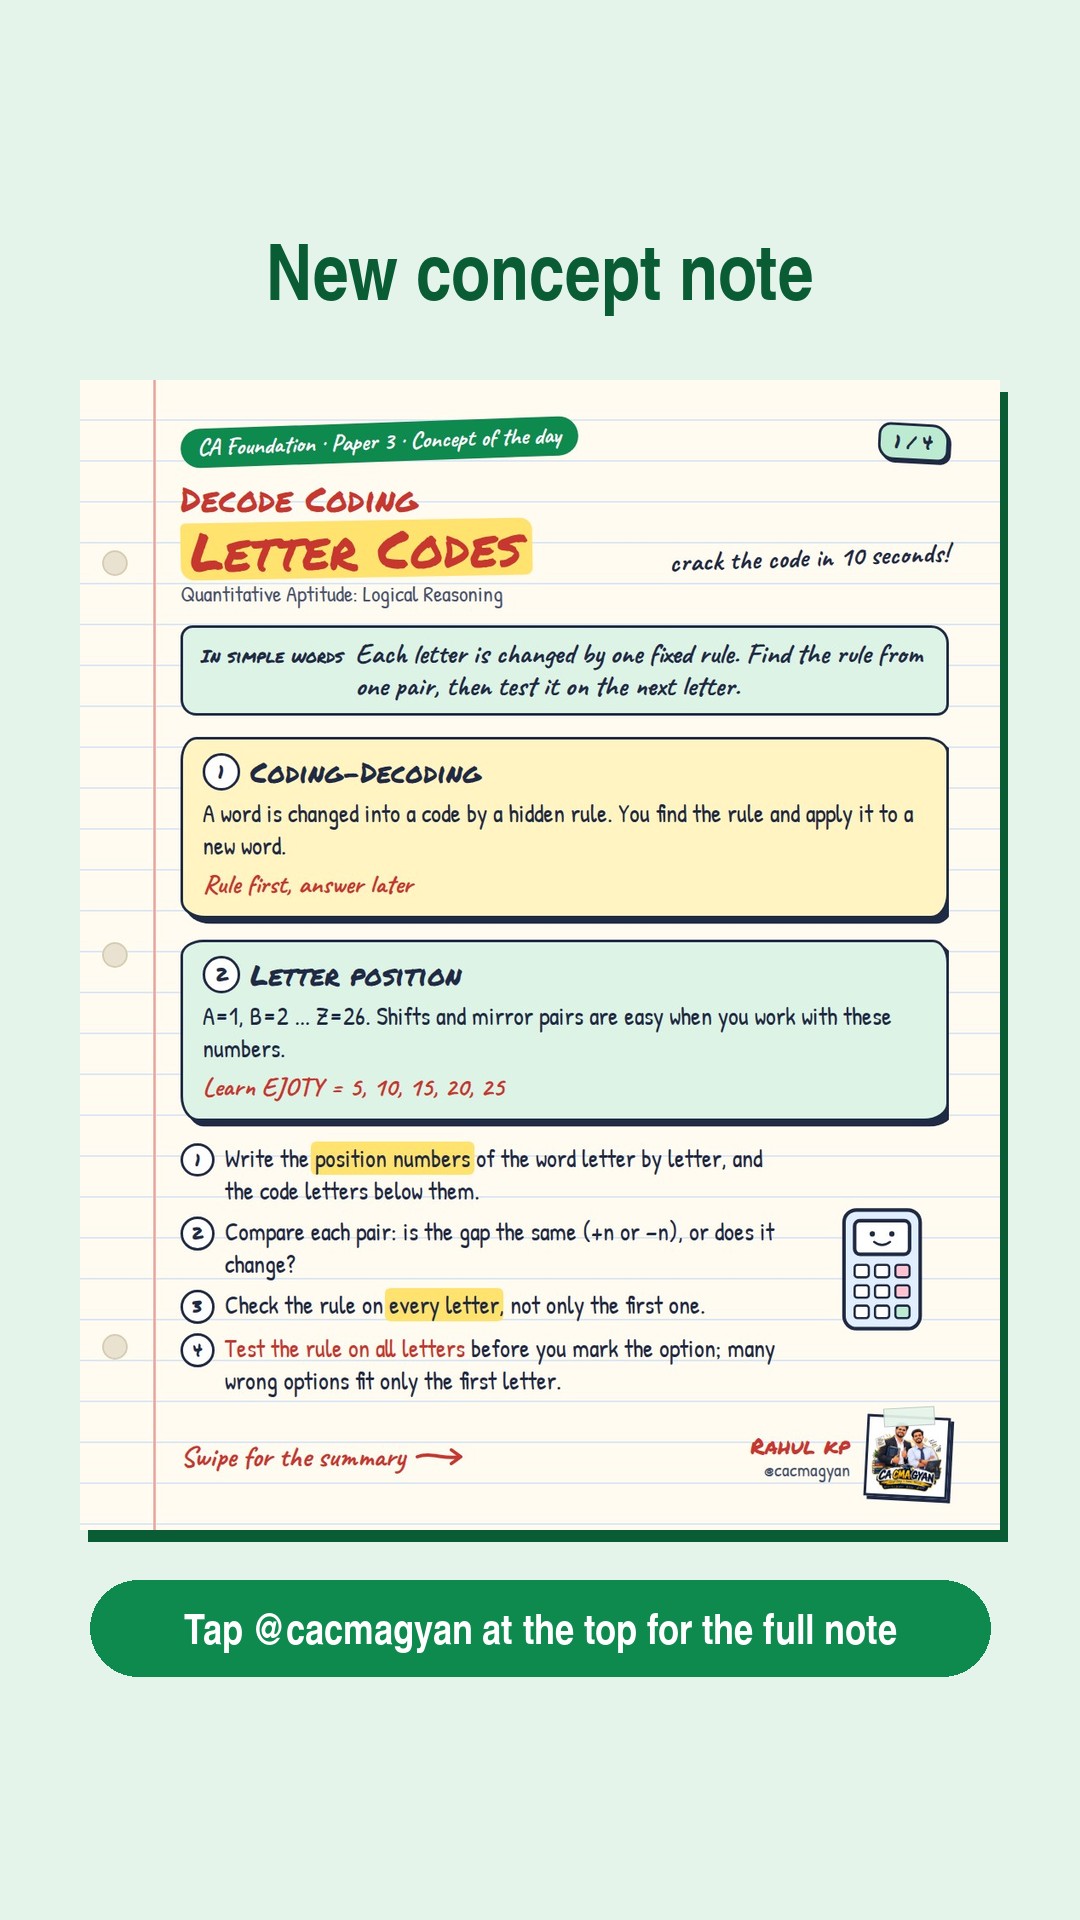 New concept note
CA Foundation · Paper 3 · Concept of the day
1 / 4
DECODE CODING
LETTER CODES
crack the code in 10 seconds!
Quantitative Aptitude: Logical Reasoning
IN SIMPLE WORDS Each letter is changed by one fixed rule. Find the rule from
one pair, then test it on the next letter.
1 CODING–DECODING
A word is changed into a code by a hidden rule. You find the rule and apply it to a
new word.
Rule first, answer later
2 LETTER POSITION
A=1, B=2 ... Z=26. Shifts and mirror pairs are easy when you work with these
numbers.
Learn EJOTY = 5, 10, 15, 20, 25
1 Write the position numbers of the word letter by letter, and
the code letters below them.
2 Compare each pair: is the gap the same (+n or −n), or does it
change?
3 Check the rule on every letter, not only the first one.
4 Test the rule on all letters before you mark the option; many
wrong options fit only the first letter.
Swipe for the summary →
RAHUL KP
@cacmagyan
CA CMA GYAN
Tap @cacmagyan at the top for the full note